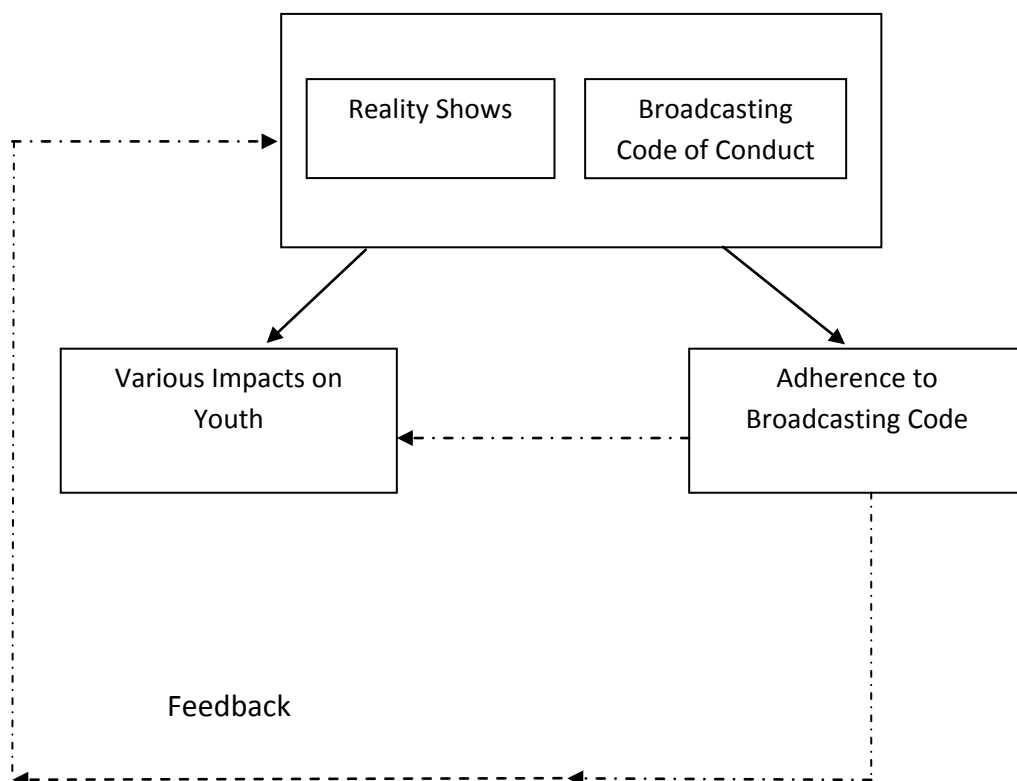 Reality Shows
Broadcasting
Code of Conduct
Various Impacts on
Youth
Adherence to
Broadcasting Code
Feedback